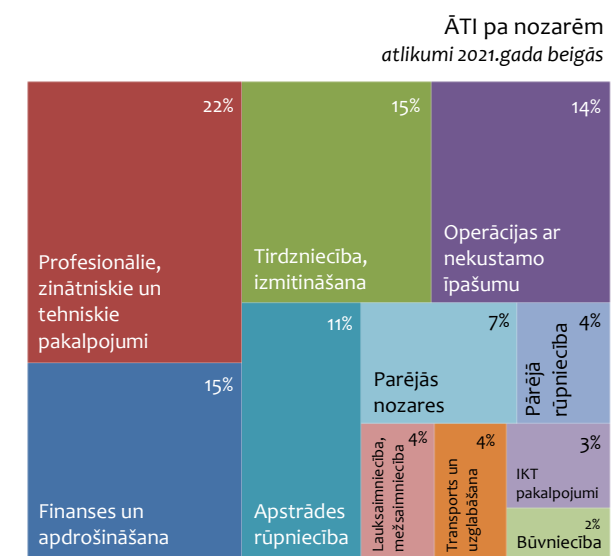 ĀTI pa nozarēm
atlikumi 2021.gada beigās
22%
Profesionālie,
zinātniskie un
tehniskie
pakalpojumi
15%
Tirdzniecība,
izmitināšana
14%
Operācijas ar
nekustamo
īpašumu
15%
Finanses un
apdrošināšana
11%
Apstrādes
rūpniecība
7%
Parējās
nozares
4%
Pārējā
rūpniecība
4%
Lauksaimniecība,
mežsaimniecība
4%
Transports un
uzglabāšana
3%
IKT
pakalpojumi
2%
Būvniecība